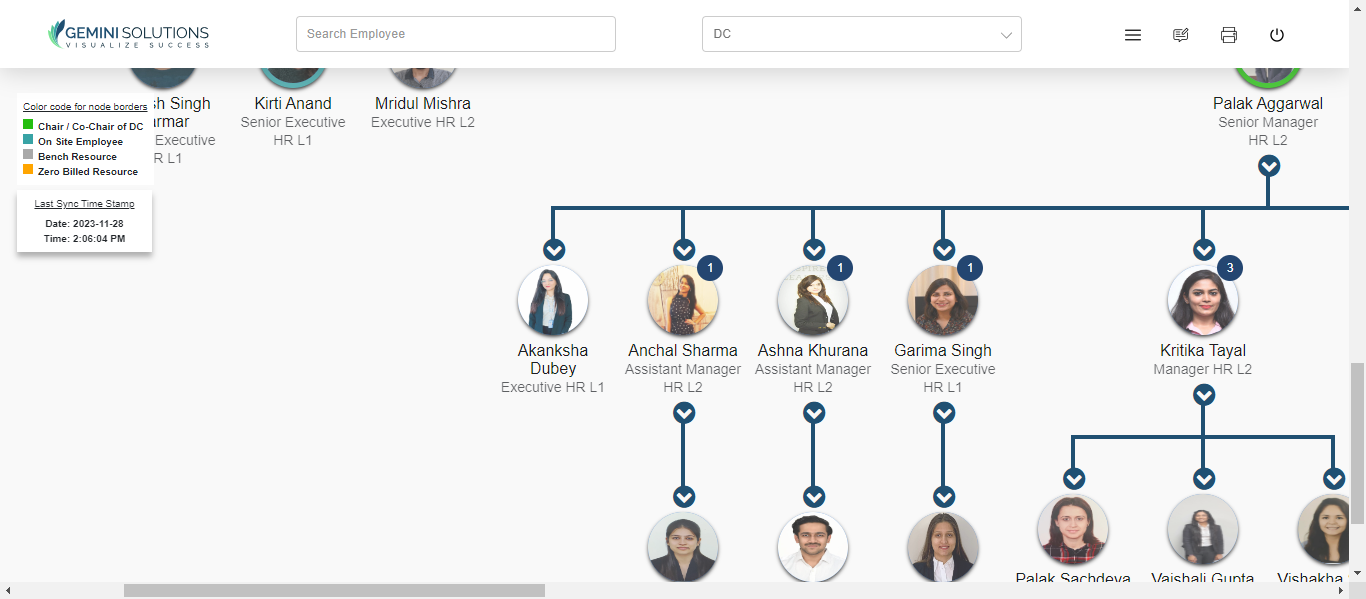 GEMINI SOLUTIONS
VISUALIZE SUCCESS
Search Employee
DC
Color code for node borders
Chair / Co-Chair of DC
On Site Employee
Bench Resource
Zero Billed Resource
Last Sync Time Stamp
Date: 2023-11-28
Time: 2:06:04 PM
sh Singh
rmar
Executive
R L1
Kirti Anand
Senior Executive
HR L1
Mridul Mishra
Executive HR L2
Palak Aggarwal
Senior Manager
HR L2
Akanksha
Dubey
Executive HR L1
1
Anchal Sharma
Assistant Manager
HR L2
1
Ashna Khurana
Assistant Manager
HR L2
1
Garima Singh
Senior Executive
HR L1
3
Kritika Tayal
Manager HR L2
Palak Sachdeva
Vaishali Gupta
Vishakha